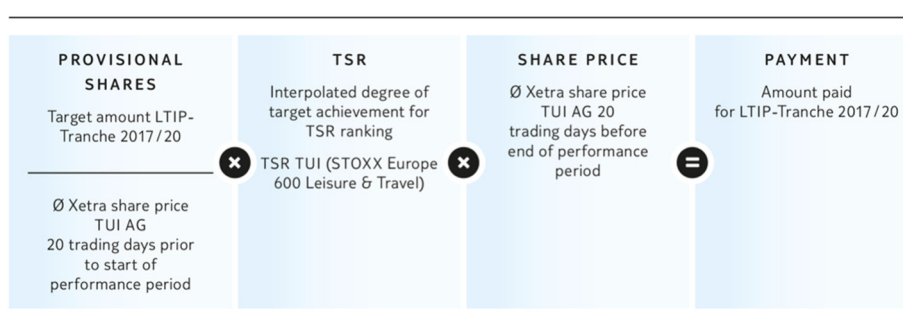 PROVISIONAL
SHARES
Target amount LTIP-
Tranche 2017/20
Ø Xetra share price
TUI AG
20 trading days prior
to start of
performance period
×
TSR
Interpolated degree of
target achievement for
TSR ranking
TSR TUI (STOXX Europe
600 Leisure & Travel)
×
SHARE PRICE
Ø Xetra share price
TUI AG 20
trading days before
end of performance
period
=
PAYMENT
Amount paid
for LTIP-Tranche 2017/20